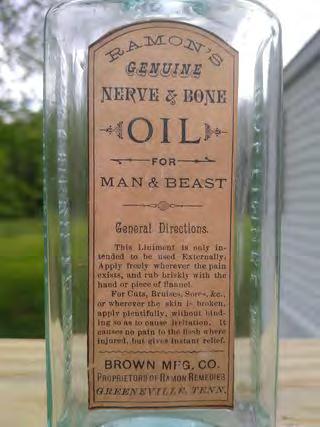 RAMON'S
GENUINE
NERVE & BONE
OIL
FOR
MAN & BEAST
General Directions.
This Liniment is only in-
tended to be used Externally.
Apply freely wherever the pain
exists, and rub briskly with the
hand or piece of flannel.
For Cuts, Bruises, Sores, &c.,
or wherever the skin is broken,
apply plentifully, without bind-
ing so as to cause irritation. It
causes no pain to the flesh where
injured, but gives instant relief.
BROWN MFG. CO.
PROPRIETORS OF RAMON REMEDIES
GREENEVILLE, TENN.